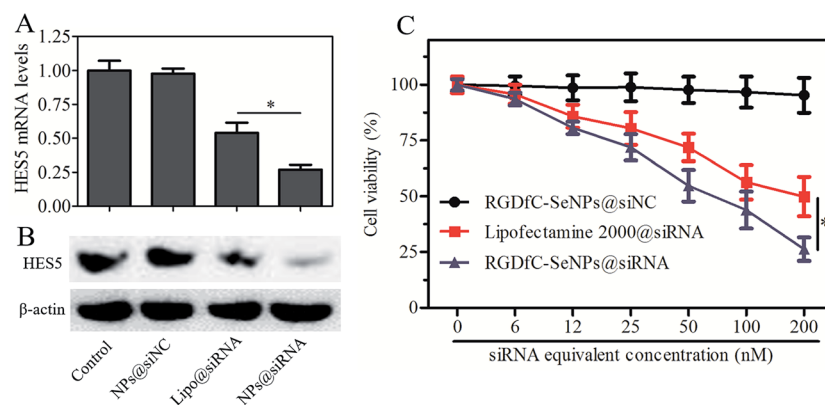 A
1.25
1.00
0.75
0.50
0.25
0.00
HES5 mRNA levels
*
B
HES5
β-actin
Control
NPs@siNC
Lipo@siRNA
NPs@siRNA
C
100
75
50
25
0
Cell viability (%)
RGDfC-SeNPs@siNC
Lipofectamine 2000@siRNA
RGDfC-SeNPs@siRNA
*
0 6 12 25 50 100 200
siRNA equivalent concentration (nM)